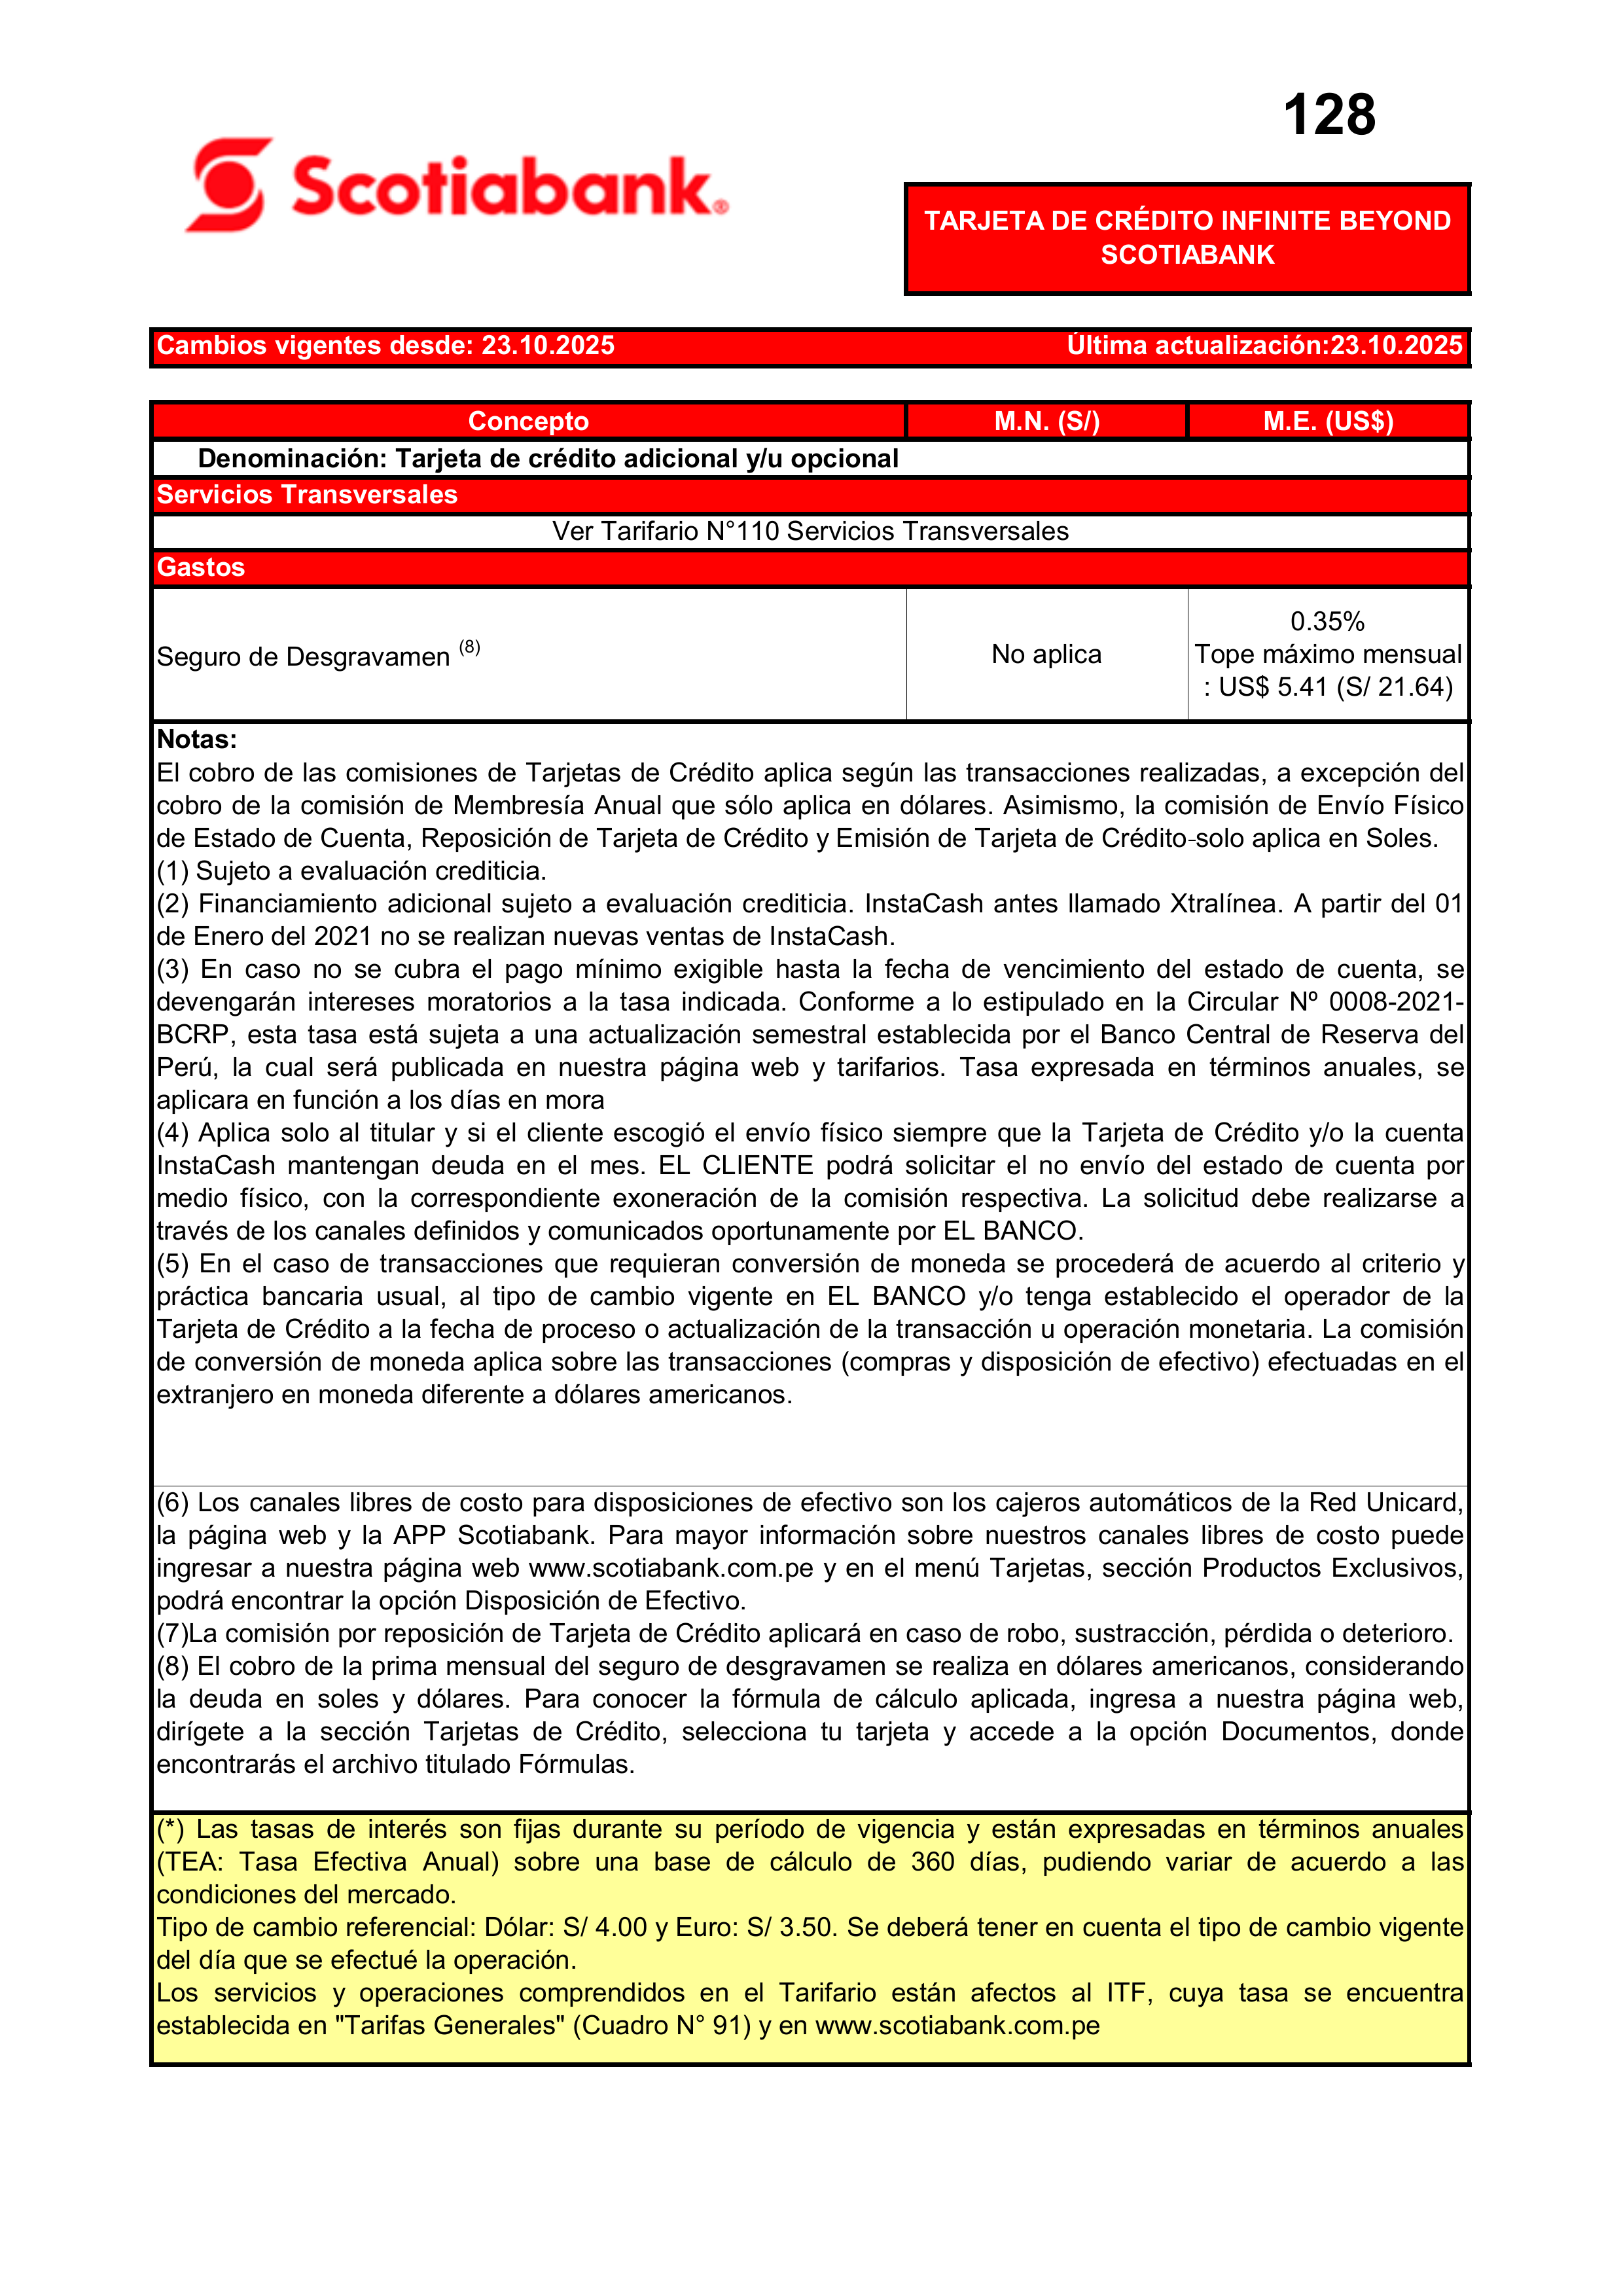 128
Scotiabank®
TARJETA DE CRÉDITO INFINITE BEYOND
SCOTIABANK
Cambios vigentes desde: 23.10.2025 Última actualización:23.10.2025
Concepto M.N. (S/) M.E. (US$)
Denominación: Tarjeta de crédito adicional y/u opcional
Servicios Transversales
Ver Tarifario N°110 Servicios Transversales
Gastos
Seguro de Desgravamen (8) No aplica 0.35%
Tope máximo mensual
: US$ 5.41 (S/ 21.64)
Notas:
El cobro de las comisiones de Tarjetas de Crédito aplica según las transacciones realizadas, a excepción del
cobro de la comisión de Membresía Anual que sólo aplica en dólares. Asimismo, la comisión de Envío Físico
de Estado de Cuenta, Reposición de Tarjeta de Crédito y Emisión de Tarjeta de Crédito-solo aplica en Soles.
(1) Sujeto a evaluación crediticia.
(2) Financiamiento adicional sujeto a evaluación crediticia. InstaCash antes llamado Xtralínea. A partir del 01
de Enero del 2021 no se realizan nuevas ventas de InstaCash.
(3) En caso no se cubra el pago mínimo exigible hasta la fecha de vencimiento del estado de cuenta, se
devengarán intereses moratorios a la tasa indicada. Conforme a lo estipulado en la Circular Nº 0008-2021-
BCRP, esta tasa está sujeta a una actualización semestral establecida por el Banco Central de Reserva del
Perú, la cual será publicada en nuestra página web y tarifarios. Tasa expresada en términos anuales, se
aplicara en función a los días en mora
(4) Aplica solo al titular y si el cliente escogió el envío físico siempre que la Tarjeta de Crédito y/o la cuenta
InstaCash mantengan deuda en el mes. EL CLIENTE podrá solicitar el no envío del estado de cuenta por
medio físico, con la correspondiente exoneración de la comisión respectiva. La solicitud debe realizarse a
través de los canales definidos y comunicados oportunamente por EL BANCO.
(5) En el caso de transacciones que requieran conversión de moneda se procederá de acuerdo al criterio y
práctica bancaria usual, al tipo de cambio vigente en EL BANCO y/o tenga establecido el operador de la
Tarjeta de Crédito a la fecha de proceso o actualización de la transacción u operación monetaria. La comisión
de conversión de moneda aplica sobre las transacciones (compras y disposición de efectivo) efectuadas en el
extranjero en moneda diferente a dólares americanos.
(6) Los canales libres de costo para disposiciones de efectivo son los cajeros automáticos de la Red Unicard,
la página web y la APP Scotiabank. Para mayor información sobre nuestros canales libres de costo puede
ingresar a nuestra página web www.scotiabank.com.pe y en el menú Tarjetas, sección Productos Exclusivos,
podrá encontrar la opción Disposición de Efectivo.
(7)La comisión por reposición de Tarjeta de Crédito aplicará en caso de robo, sustracción, pérdida o deterioro.
(8) El cobro de la prima mensual del seguro de desgravamen se realiza en dólares americanos, considerando
la deuda en soles y dólares. Para conocer la fórmula de cálculo aplicada, ingresa a nuestra página web,
dirígete a la sección Tarjetas de Crédito, selecciona tu tarjeta y accede a la opción Documentos, donde
encontrarás el archivo titulado Fórmulas.
(*) Las tasas de interés son fijas durante su período de vigencia y están expresadas en términos anuales
(TEA: Tasa Efectiva Anual) sobre una base de cálculo de 360 días, pudiendo variar de acuerdo a las
condiciones del mercado.
Tipo de cambio referencial: Dólar: S/ 4.00 y Euro: S/ 3.50. Se deberá tener en cuenta el tipo de cambio vigente
del día que se efectué la operación.
Los servicios y operaciones comprendidos en el Tarifario están afectos al ITF, cuya tasa se encuentra
establecida en "Tarifas Generales" (Cuadro N° 91) y en www.scotiabank.com.pe